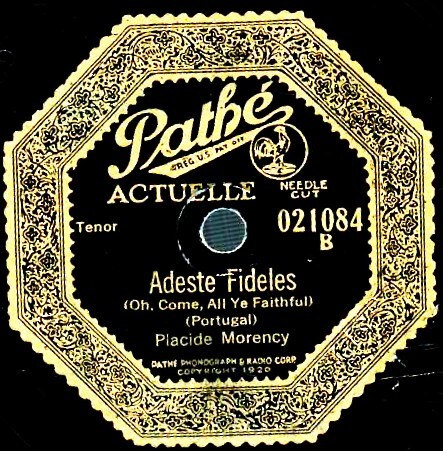 Pathé
REG US PAT OFF
ACTUELLE
NEEDLE
CUT
Tenor
021084
B
Adeste Fideles
(Oh, Come, All Ye Faithful)
(Portugal)
Placide Morency
PATHÉ PHONOGRAPH & RADIO CORP.
COPYRIGHT 1920